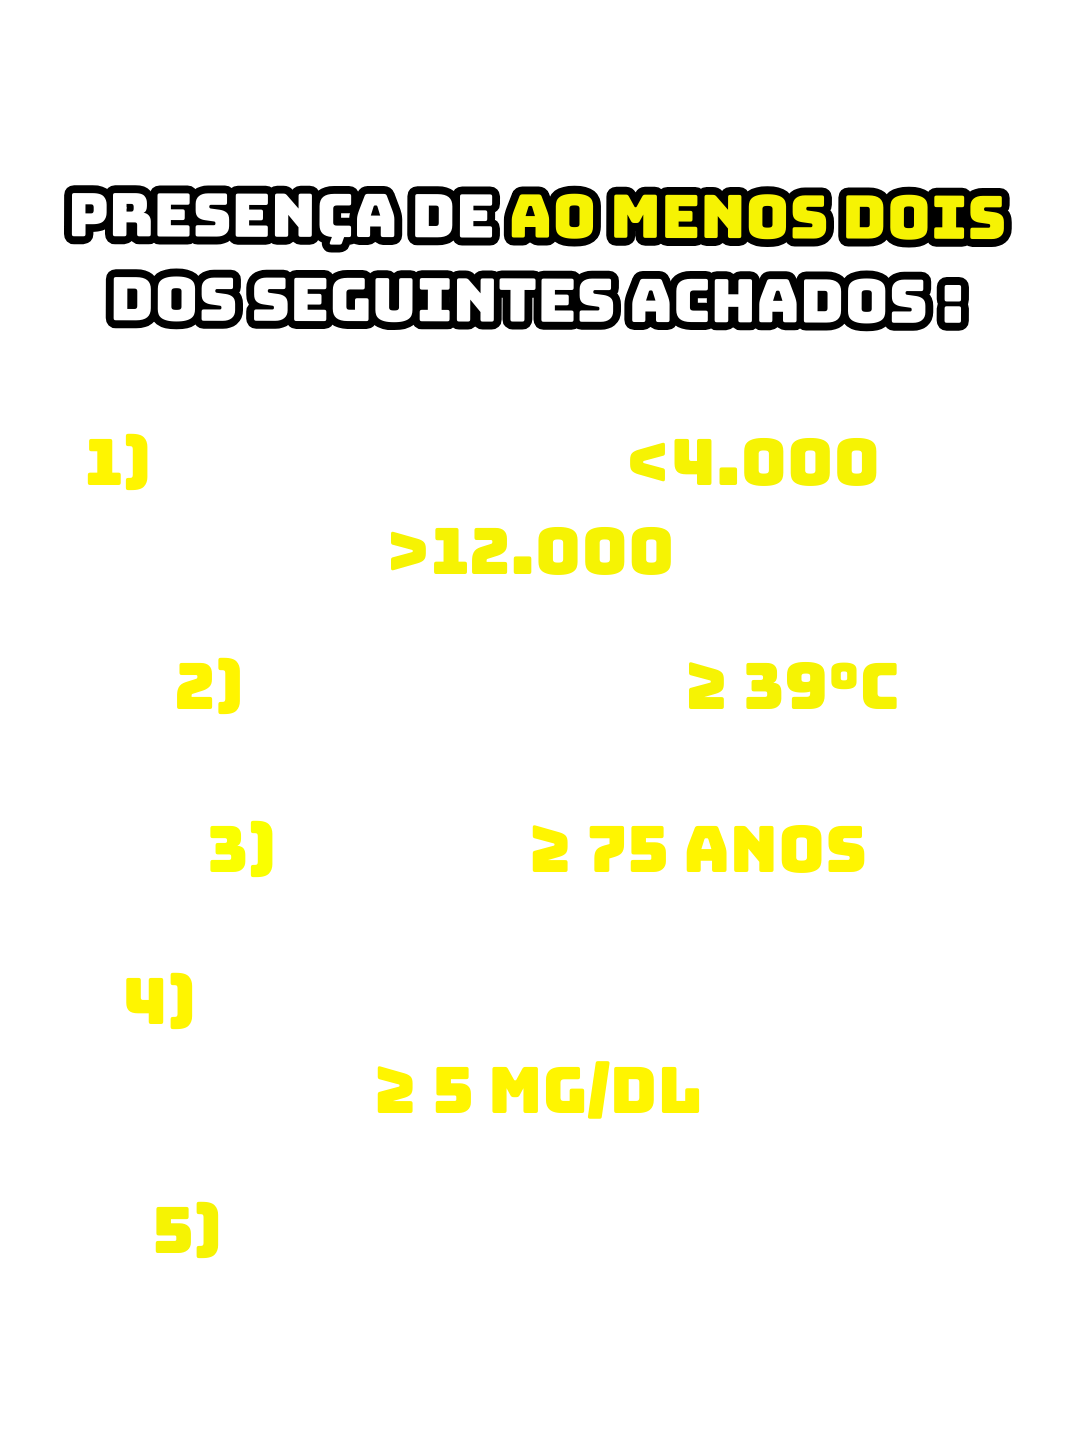 PRESENÇA DE AO MENOS DOIS
DOS SEGUINTES ACHADOS :
1) <4.000
>12.000
2) ≥ 39ºC
3) ≥ 75 ANOS
4)
≥ 5 MG/DL
5)